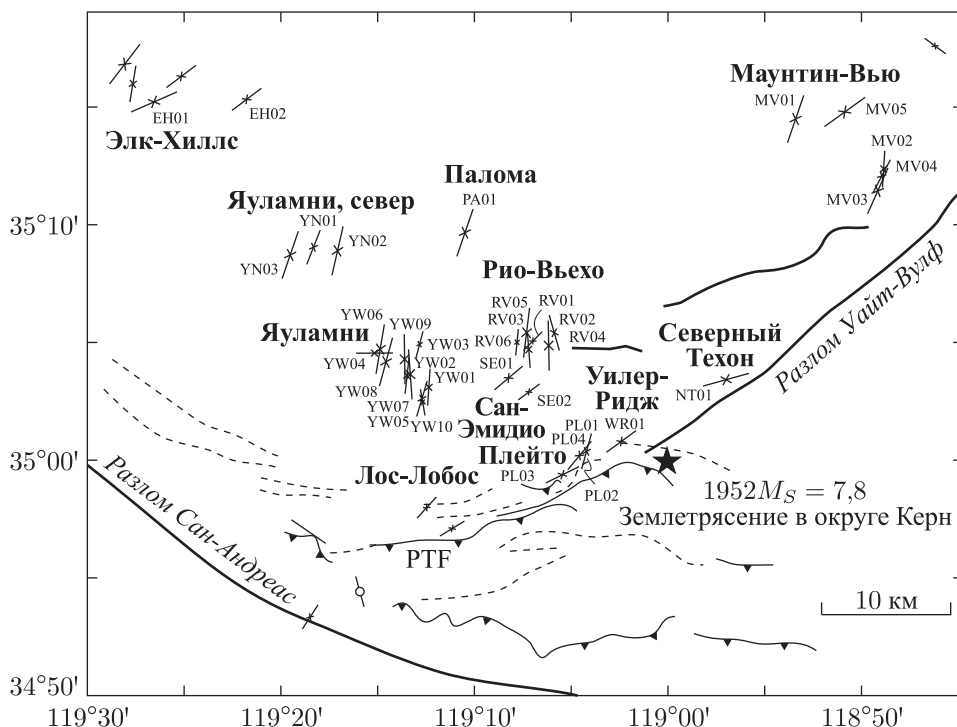 Маунтин-Вью
MV01
MV05
EH01
EH02
Элк-Хиллс
MV02
MV04
MV03
Палома
PA01
Яуламни, север
YN01
YN02
YN03
35°10'
Рио-Вьехо
RV05
RV01
RV03
RV02
RV06
RV04
YW06
YW09
Яуламни
YW03
YW04
YW02
SE01
YW01
YW08
YW07
YW05
YW10
SE02
Северный
Техон
NT01
Разлом Уайт-Вулф
Уилер-
Ридж
Сан-
Эмидио
PL01
WR01
PL04
Плейто
PL03
PL02
35°00'
Лос-Лобос
1952M_S = 7,8
Землетрясение в округе Керн
PTF
Разлом Сан-Андреас
10 км
34°50'
119°30'
119°20'
119°10'
119°00'
118°50'